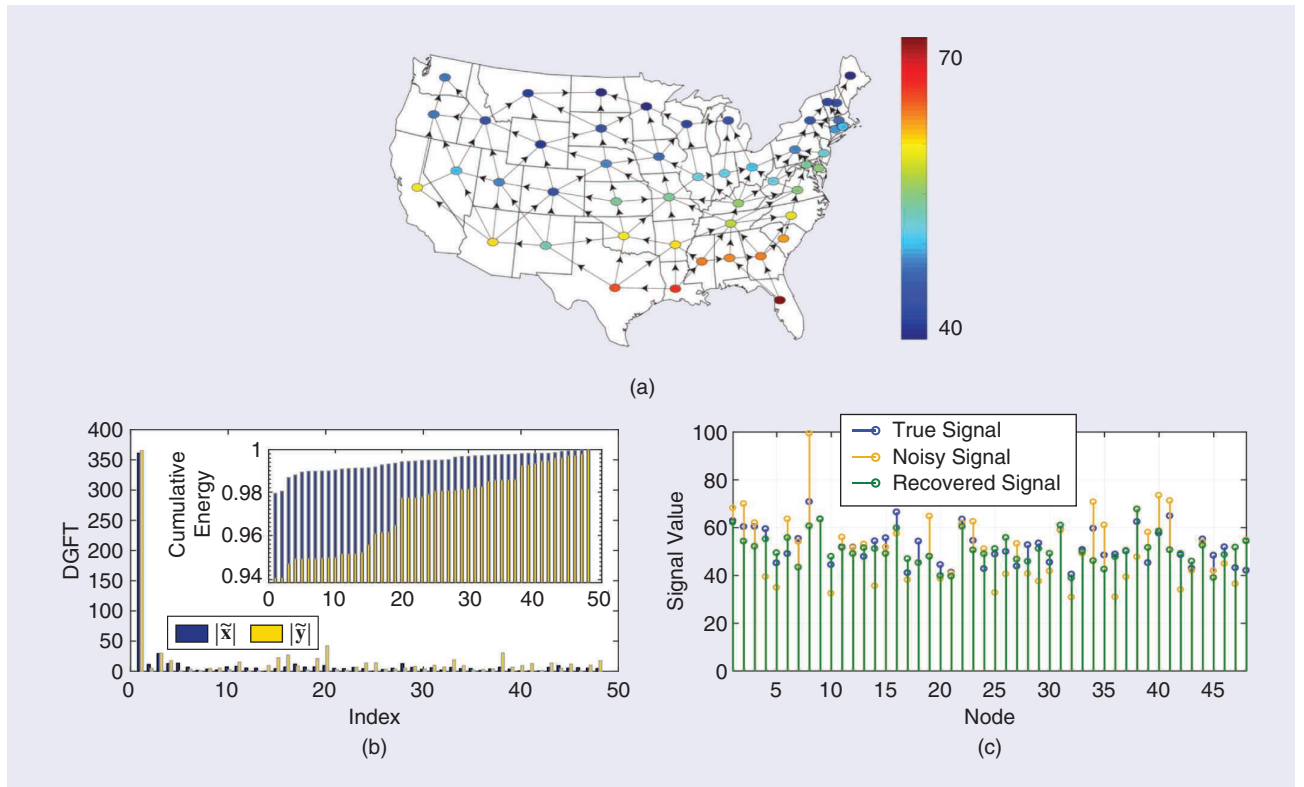 70
40
(a)
400
350
300
250
200
150
100
50
0
DGFT
0 10 20 30 40 50
Index
Cumulative
Energy
1
0.98
0.96
0.94
0 10 20 30 40 50
|x̃| |ỹ|
(b)
True Signal
Noisy Signal
Recovered Signal
100
80
60
40
20
0
Signal Value
5 10 15 20 25 30 35 40 45
Node
(c)